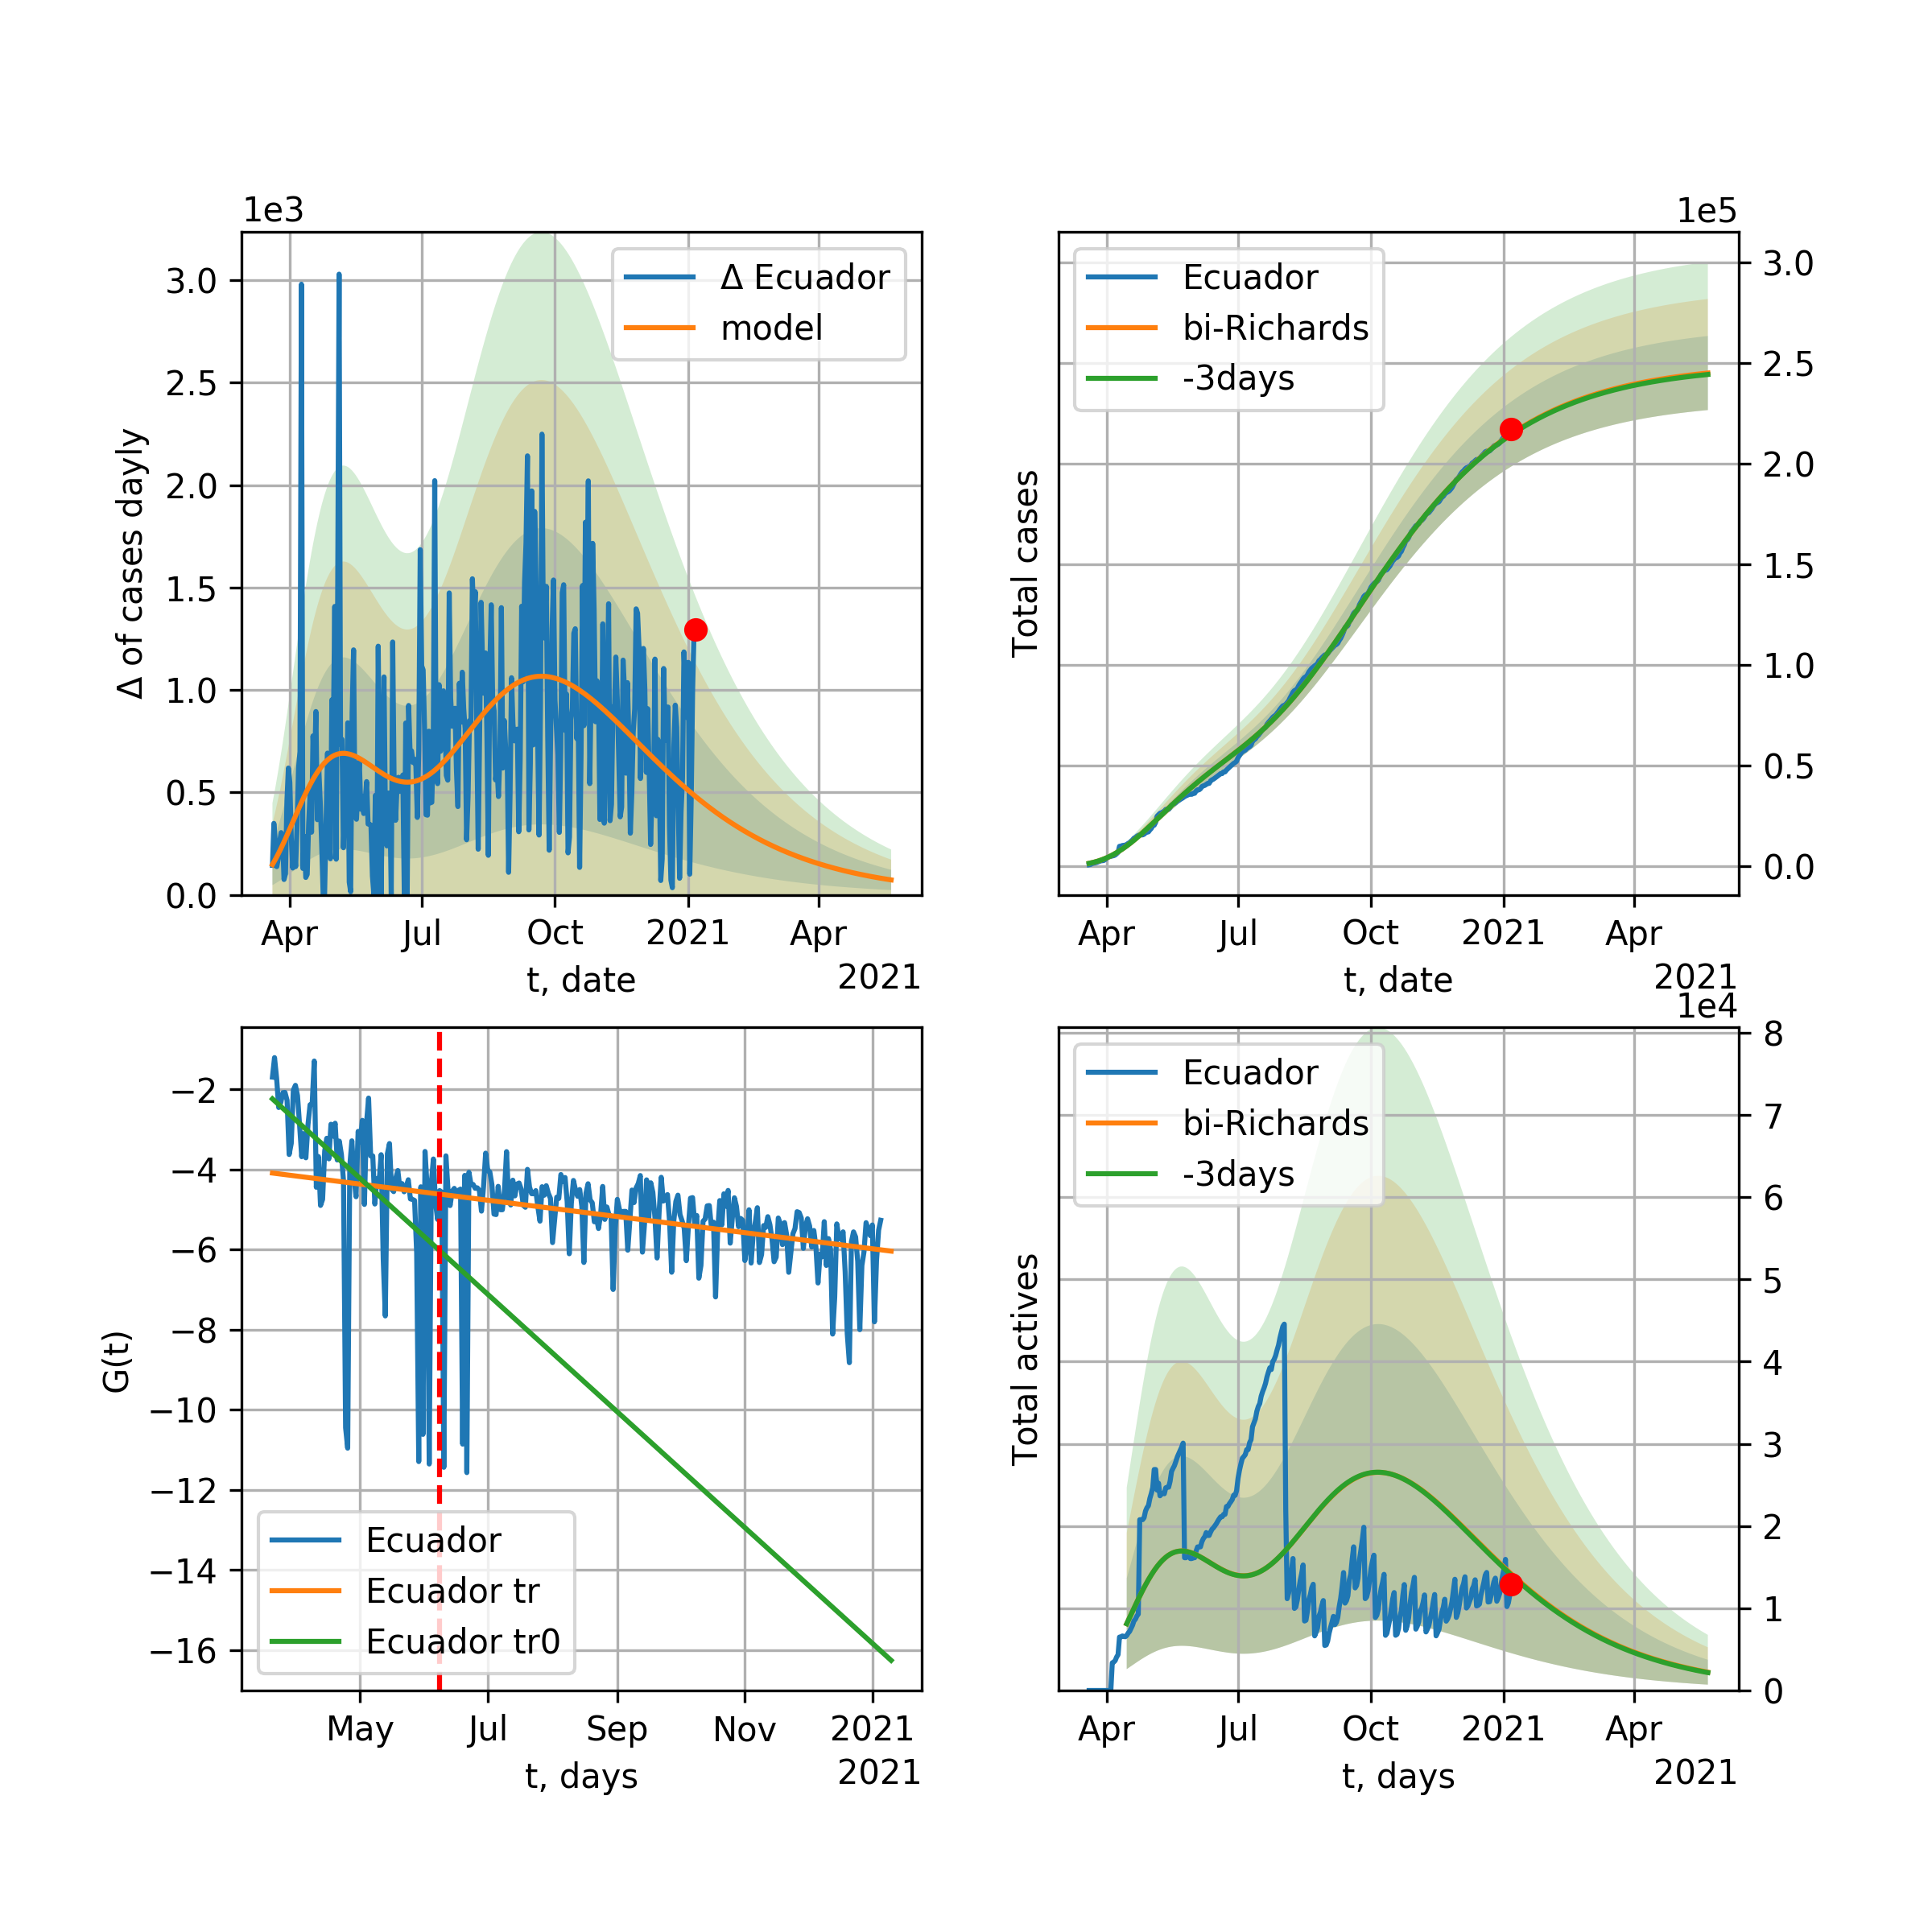 1e3
3.0
2.5
2.0
1.5
1.0
0.5
0.0
Δ of cases dayly
Δ Ecuador
model
Apr Jul Oct 2021 Apr
t, date
2021
1e5
Ecuador
bi-Richards
-3days
Total cases
3.0
2.5
2.0
1.5
1.0
0.5
0.0
Apr Jul Oct 2021 Apr
t, date
2021
−2
−4
−6
−8
−10
−12
−14
−16
G(t)
Ecuador
Ecuador tr
Ecuador tr0
May Jul Sep Nov 2021
t, days
2021
1e4
Ecuador
bi-Richards
-3days
Total actives
8
7
6
5
4
3
2
1
0
Apr Jul Oct 2021 Apr
t, days
2021